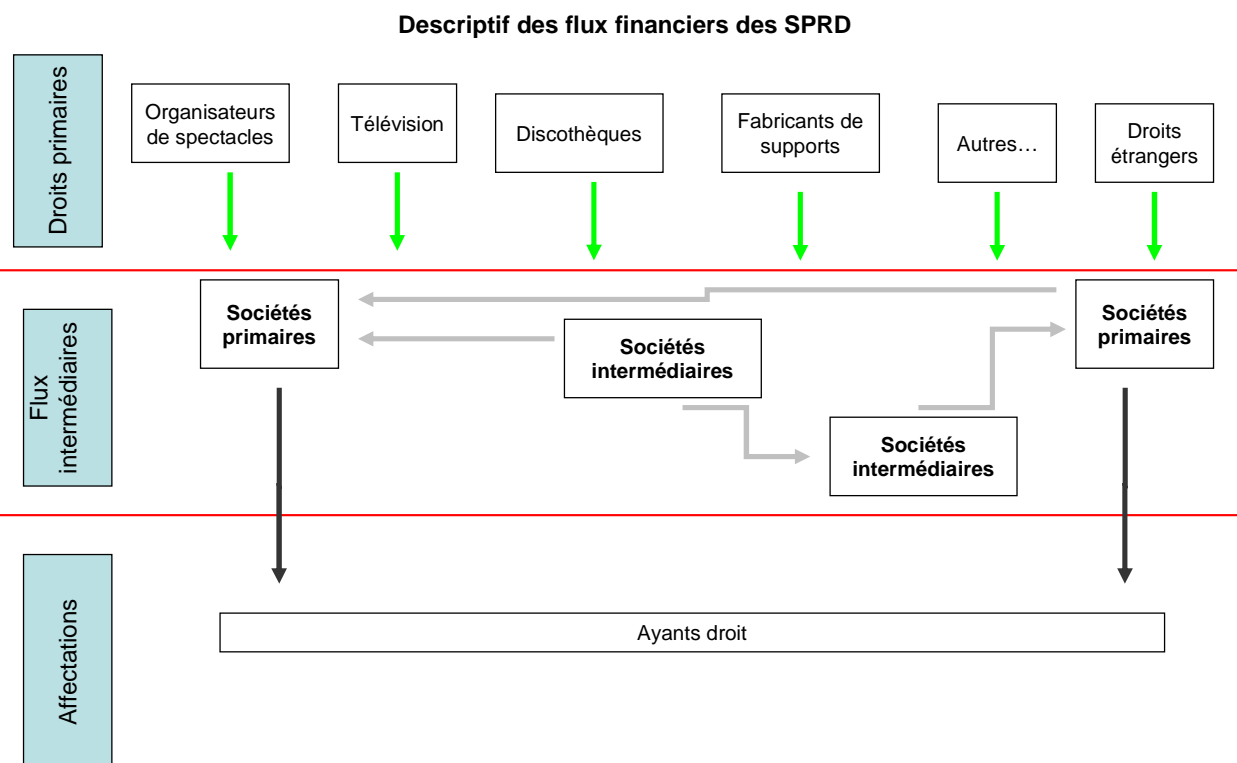 Descriptif des flux financiers des SPRD
Droits primaires
Organisateurs
de spectacles
Télévision
Discothèques
Fabricants de
supports
Autres…
Droits
étrangers
Flux
intermédiaires
Sociétés
primaires
Sociétés
intermédiaires
Sociétés
intermédiaires
Sociétés
primaires
Affectations
Ayants droit